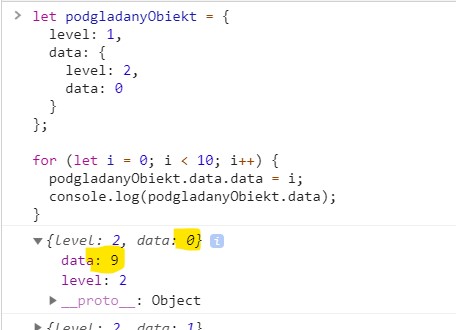 > let podgladanyObiekt = {
level: 1,
data: {
level: 2,
data: 0
}
};
for (let i = 0; i < 10; i++) {
podgladanyObiekt.data.data = i;
console.log(podgladanyObiekt.data);
}
▼{level: 2, data: 0} i
data: 9
level: 2
▶__proto__: Object
▶{level: 2, data: 1}